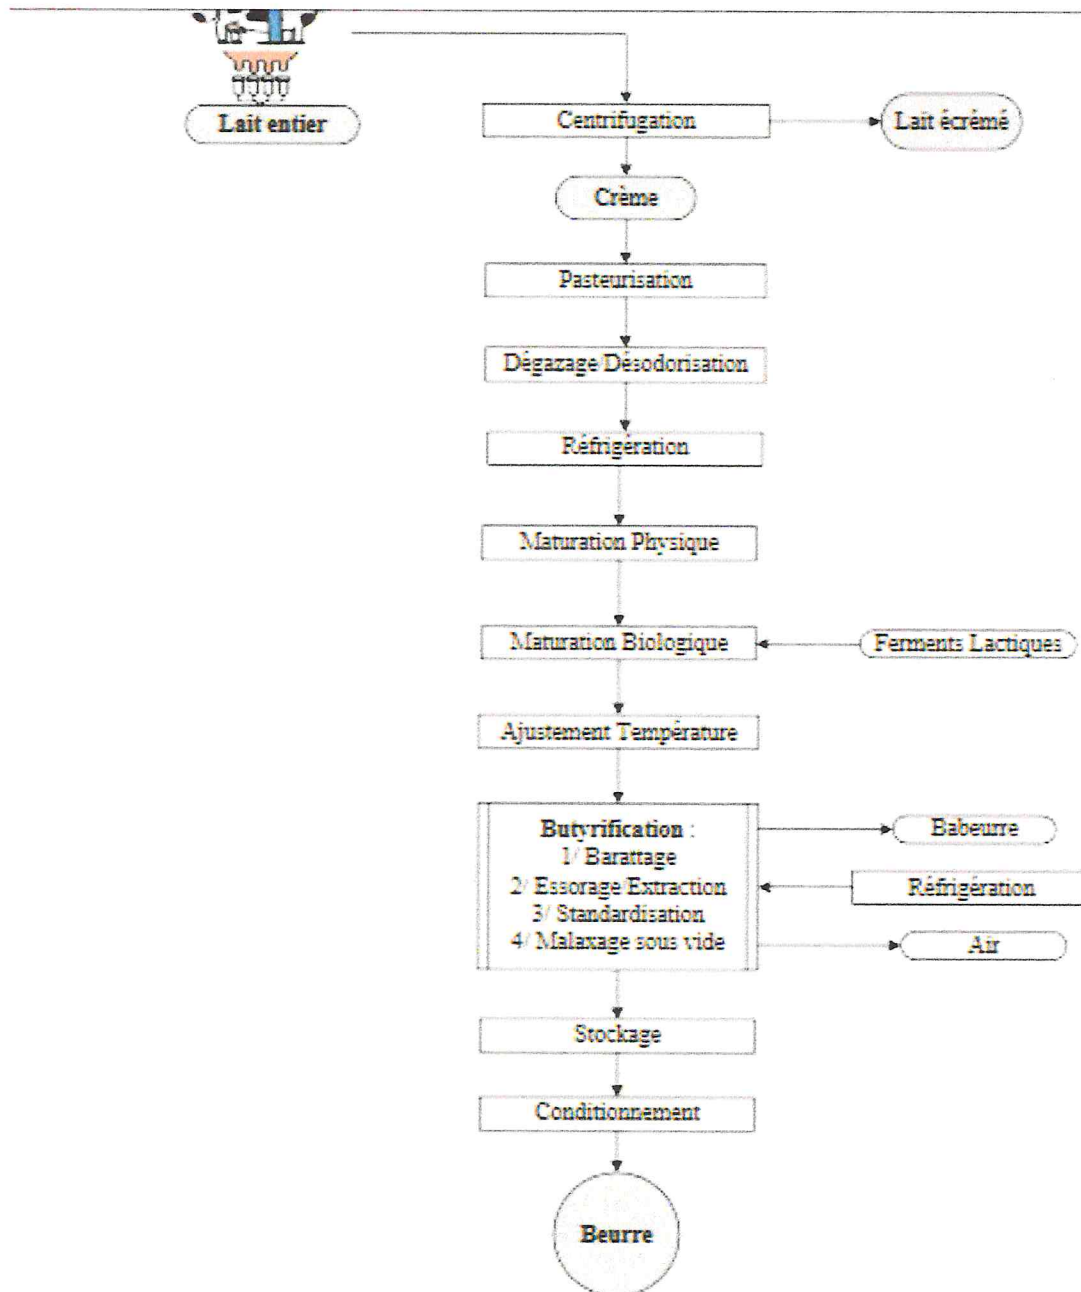 Lait entier
Centrifugation
Lait écrémé
Crème
Pasteurisation
Dégazage/Désodorisation
Réfrigération
Maturation Physique
Maturation Biologique
Ferments Lactiques
Ajustement Température
Butyrification :
1/ Barattage
2/ Essorage/Extraction
3/ Standardisation
4/ Malaxage sous vide
Babeurre
Réfrigération
Air
Stockage
Conditionnement
Beurre